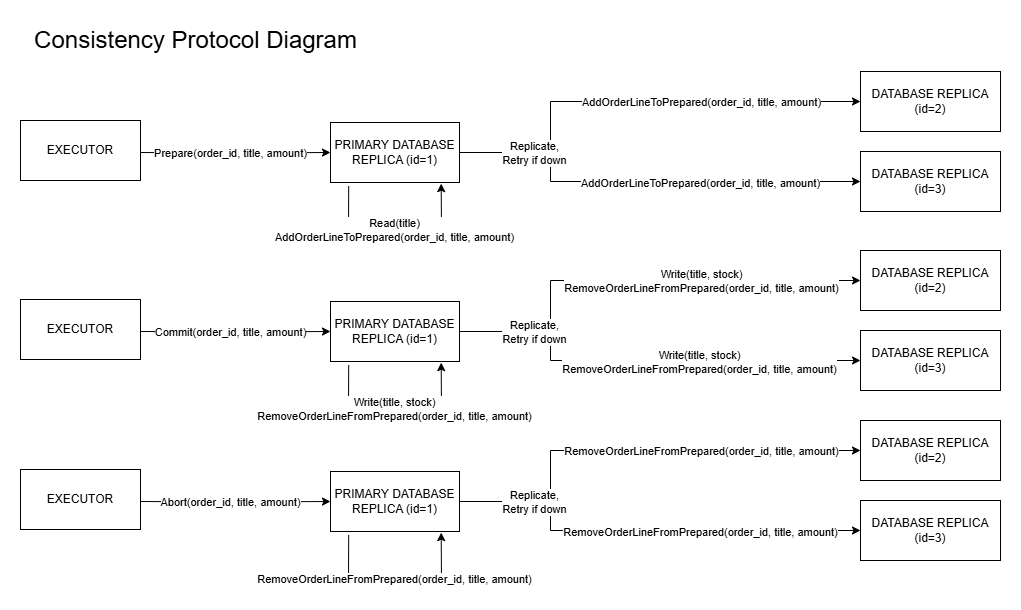 Consistency Protocol Diagram
EXECUTOR
Prepare(order_id, title, amount)
PRIMARY DATABASE
REPLICA (id=1)
Read(title)
AddOrderLineToPrepared(order_id, title, amount)
Replicate,
Retry if down
AddOrderLineToPrepared(order_id, title, amount)
DATABASE REPLICA
(id=2)
AddOrderLineToPrepared(order_id, title, amount)
DATABASE REPLICA
(id=3)
EXECUTOR
Commit(order_id, title, amount)
PRIMARY DATABASE
REPLICA (id=1)
Write(title, stock)
RemoveOrderLineFromPrepared(order_id, title, amount)
Replicate,
Retry if down
Write(title, stock)
RemoveOrderLineFromPrepared(order_id, title, amount)
DATABASE REPLICA
(id=2)
Write(title, stock)
RemoveOrderLineFromPrepared(order_id, title, amount)
DATABASE REPLICA
(id=3)
EXECUTOR
Abort(order_id, title, amount)
PRIMARY DATABASE
REPLICA (id=1)
RemoveOrderLineFromPrepared(order_id, title, amount)
Replicate,
Retry if down
RemoveOrderLineFromPrepared(order_id, title, amount)
DATABASE REPLICA
(id=2)
RemoveOrderLineFromPrepared(order_id, title, amount)
DATABASE REPLICA
(id=3)